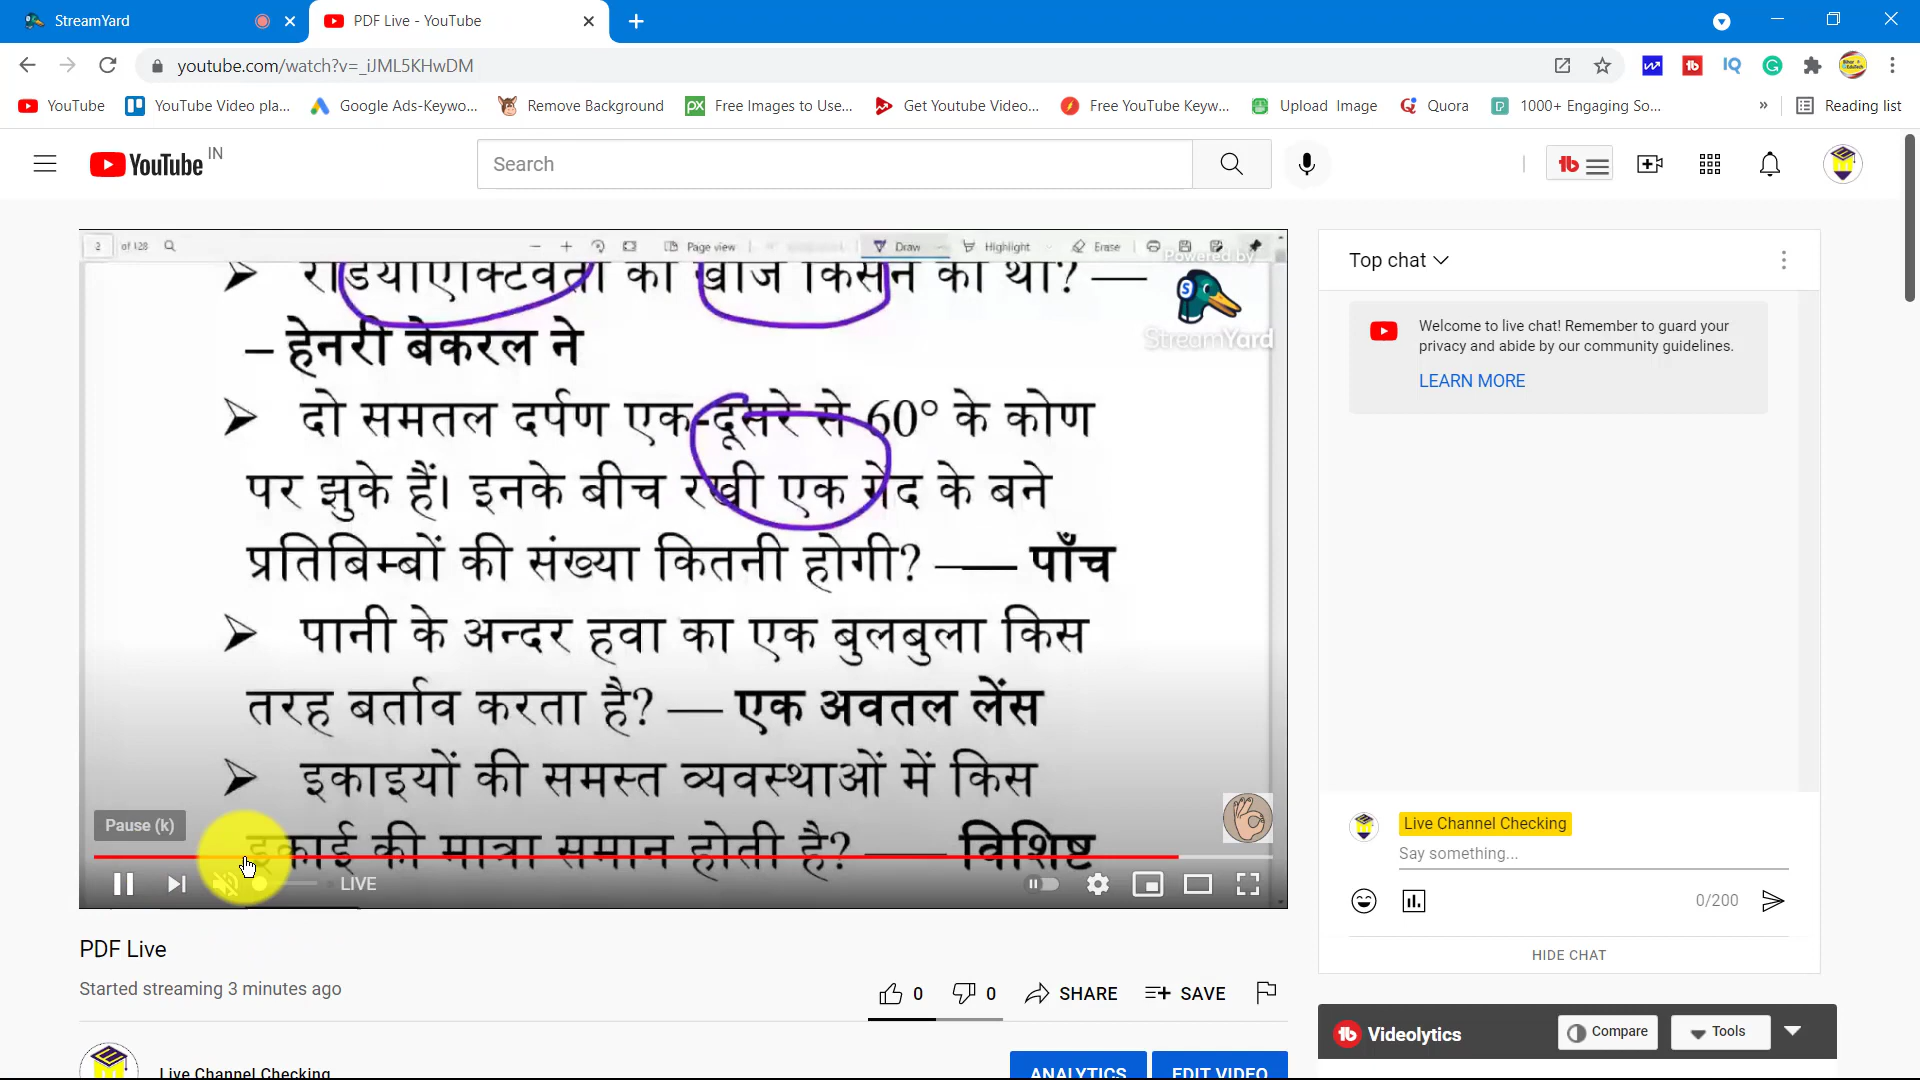 StreamYard
PDF Live - YouTube
youtube.com/watch?v=_iJML5KHwDM
YouTube
YouTube Video pla...
Google Ads-Keywo...
Remove Background
Free Images to Use...
Get Youtube Video...
Free YouTube Keyw...
Upload Image
Quora
1000+ Engaging So...
»
Reading list
YouTube IN
Search
2 of 128
Page view
Draw
Highlight
Erase
Powered by
StreamYard
➢ रेडियोएक्टिवता की खोज किसने की थी? —
– हेनरी बेकरल ने
➢ दो समतल दर्पण एक-दूसरे से 60° के कोण
पर झुके हैं। इनके बीच रखी एक गेंद के बने
प्रतिबिम्बों की संख्या कितनी होगी? —– पाँच
➢ पानी के अन्दर हवा का एक बुलबुला किस
तरह बर्ताव करता है? — एक अवतल लेंस
➢ इकाइयों की समस्त व्यवस्थाओं में किस
इकाई की मात्रा समान होती है? —– विशिष्ट
Pause (k)
LIVE
Top chat
Welcome to live chat! Remember to guard your
privacy and abide by our community guidelines.
LEARN MORE
Live Channel Checking
Say something...
0/200
HIDE CHAT
PDF Live
Started streaming 3 minutes ago
0
0
SHARE
SAVE
Videolytics
Compare
Tools
Live Channel Checking
ANALYTICS
EDIT VIDEO